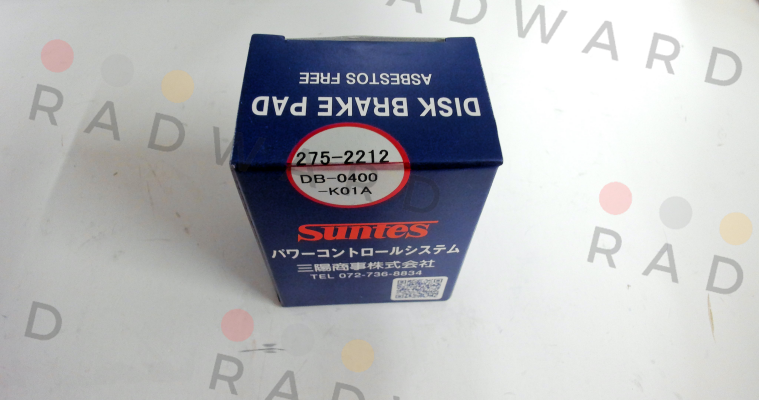 ASBESTOS FREE
DISK BRAKE PAD
275-2212
DB-0400
-K01A
Suntes
パワーコントロールシステム
三陽商事株式会社
TEL 072-736-8834
RADWARD
RADWARD
RAD
D
RAD